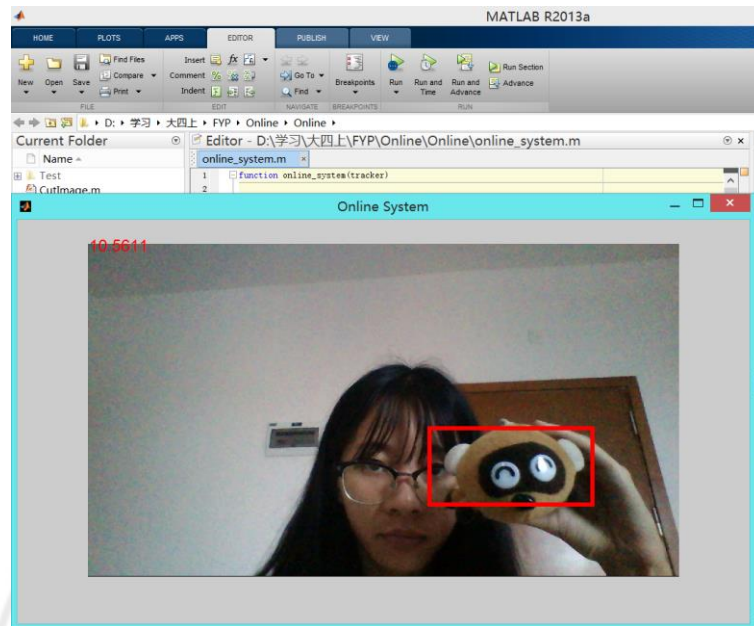 MATLAB R2013a
HOME PLOTS APPS EDITOR PUBLISH VIEW
New Open Save Find Files Compare Print Insert Comment Indent fx Go To Find Breakpoints Run Run and Time Run and Advance Run Section Advance
FILE EDIT NAVIGATE BREAKPOINTS RUN
D: 学习 大四上 FYP Online Online
Current Folder Editor - D:\学习\大四上\FYP\Online\Online\online_system.m
Name online_system.m
Test 1 function online_system(tracker)
CutImage.m 2
Online System
10.5611